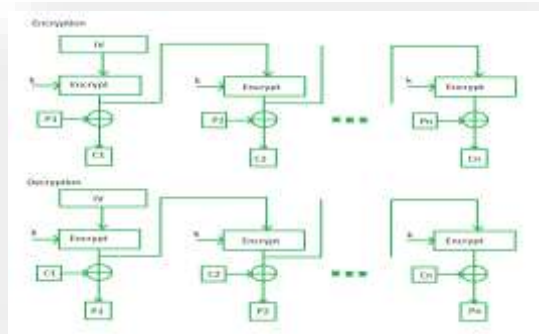 Encryption
IV
k Encrypt k Encrypt k Encrypt
P1 P2 Pn
C1 C2 Cn
Decryption
IV
k Encrypt k Encrypt k Encrypt
C1 C2 Cn
P1 P2 Pn